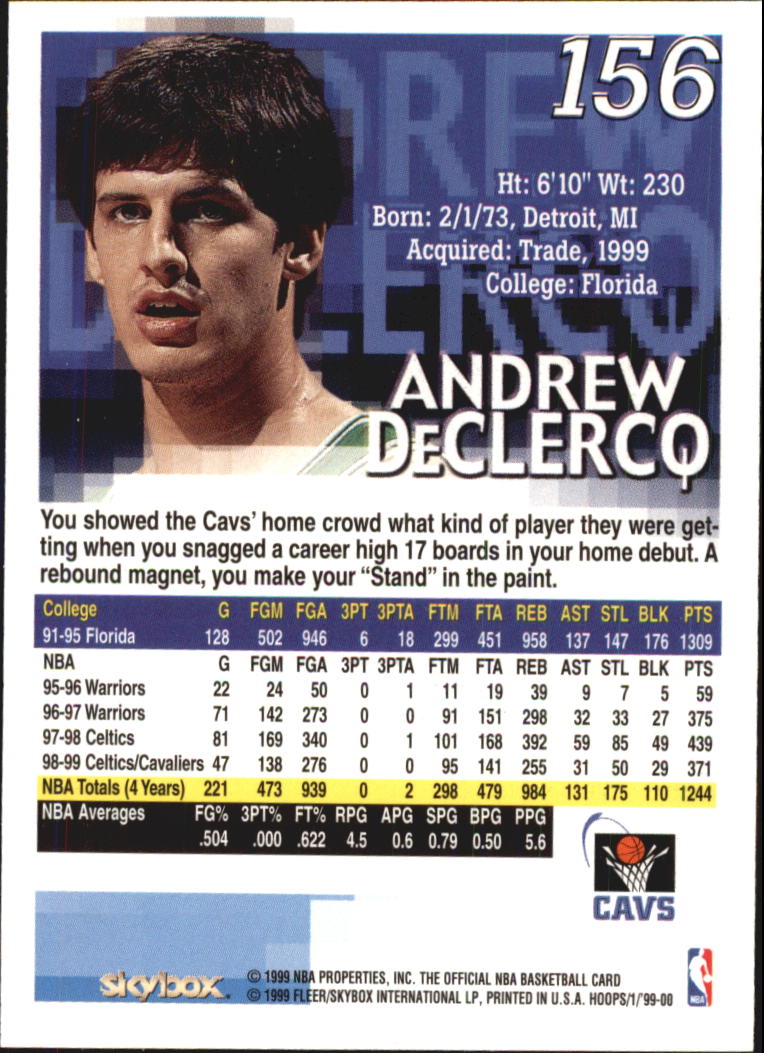 156
Ht: 6'10" Wt: 230
Born: 2/1/73, Detroit, MI
Acquired: Trade, 1999
College: Florida
ANDREW
DeCLERCQ
You showed the Cavs' home crowd what kind of player they were get-
ting when you snagged a career high 17 boards in your home debut. A
rebound magnet, you make your “Stand” in the paint.
College G FGM FGA 3PT 3PTA FTM FTA REB AST STL BLK PTS
91-95 Florida 128 502 946 6 18 299 451 958 137 147 176 1309
NBA G FGM FGA 3PT 3PTA FTM FTA REB AST STL BLK PTS
95-96 Warriors 22 24 50 0 1 11 19 39 9 7 5 59
96-97 Warriors 71 142 273 0 0 91 151 298 32 33 27 375
97-98 Celtics 81 169 340 0 1 101 168 392 59 85 49 439
98-99 Celtics/Cavaliers 47 138 276 0 0 95 141 255 31 50 29 371
NBA Totals (4 Years) 221 473 939 0 2 298 479 984 131 175 110 1244
NBA Averages FG% 3PT% FT% RPG APG SPG BPG PPG
.504 .000 .622 4.5 0.6 0.79 0.50 5.6
CAVS
skybox
© 1999 NBA PROPERTIES, INC. THE OFFICIAL NBA BASKETBALL CARD
© 1999 FLEER/SKYBOX INTERNATIONAL LP, PRINTED IN U.S.A. HOOPS/1/'99-00
NBA
ANDREW
DECLERCQ